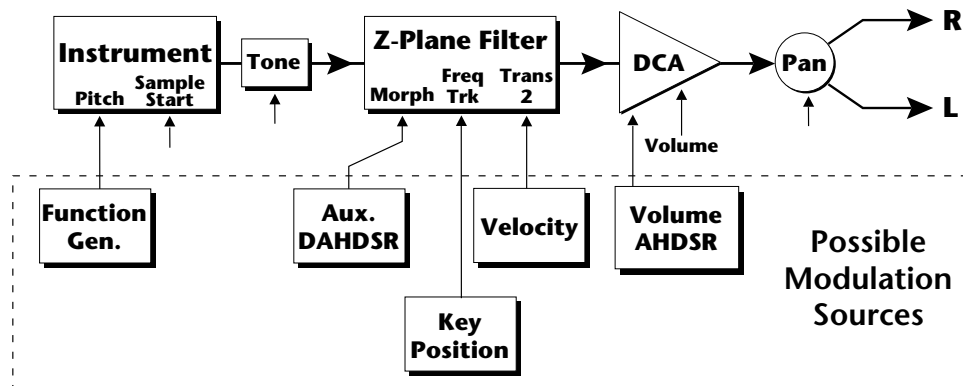 Instrument
Pitch
Sample
Start
Tone
Z-Plane Filter
Morph
Freq
Trk
Trans
2
DCA
Volume
Pan
R
L
Function
Gen.
Aux.
DAHDSR
Velocity
Volume
AHDSR
Key
Position
Possible
Modulation
Sources